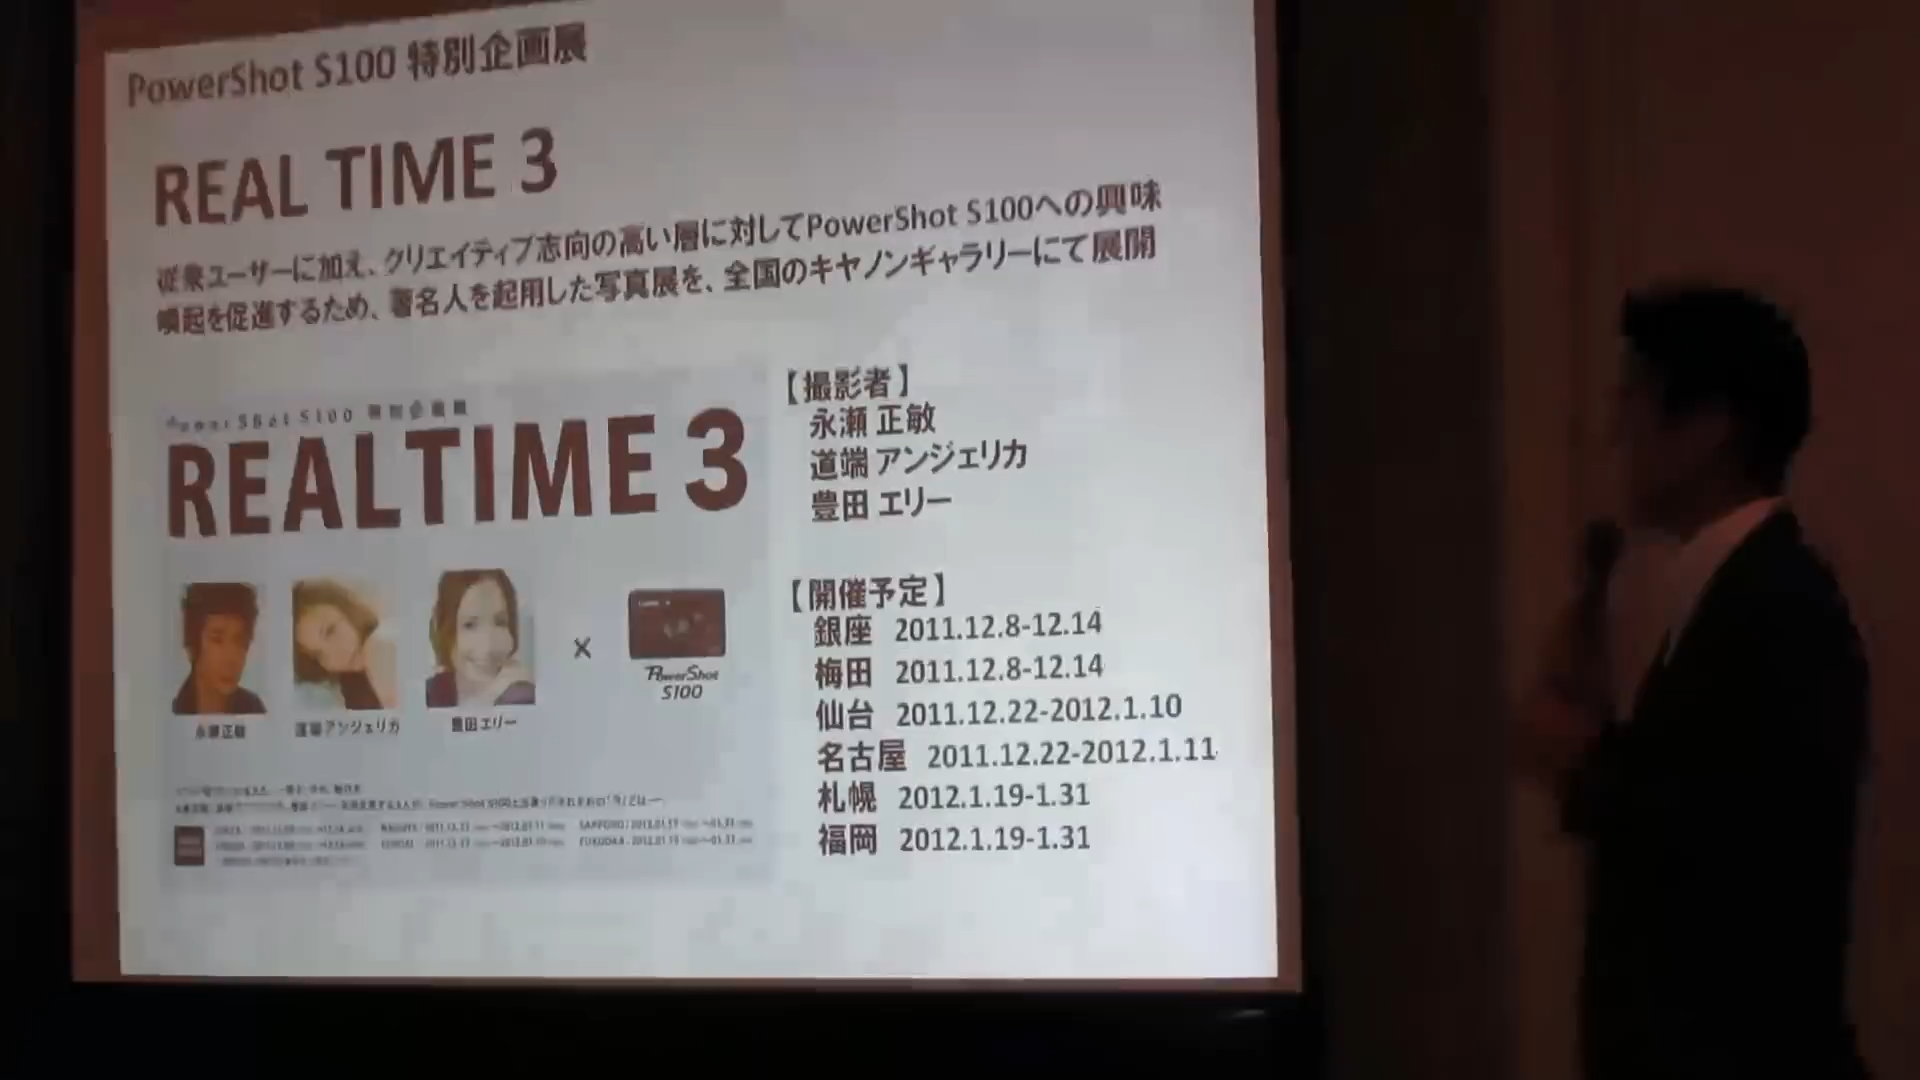 PowerShot S100 特別企画展
REAL TIME 3
従来ユーザーに加え、クリエイティブ志向の高い層に対してPowerShot S100への興味
喚起を促進するため、著名人を起用した写真展を、全国のキヤノンギャラリーにて展開
PowerShot S100 特別企画展
REALTIME 3
永瀬正敏
道端アンジェリカ
豊田エリー
×
PowerShot
S100
【撮影者】
永瀬 正敏
道端 アンジェリカ
豊田 エリー
【開催予定】
銀座 2011.12.8-12.14
梅田 2011.12.8-12.14
仙台 2011.12.22-2012.1.10
名古屋 2011.12.22-2012.1.11
札幌 2012.1.19-1.31
福岡 2012.1.19-1.31